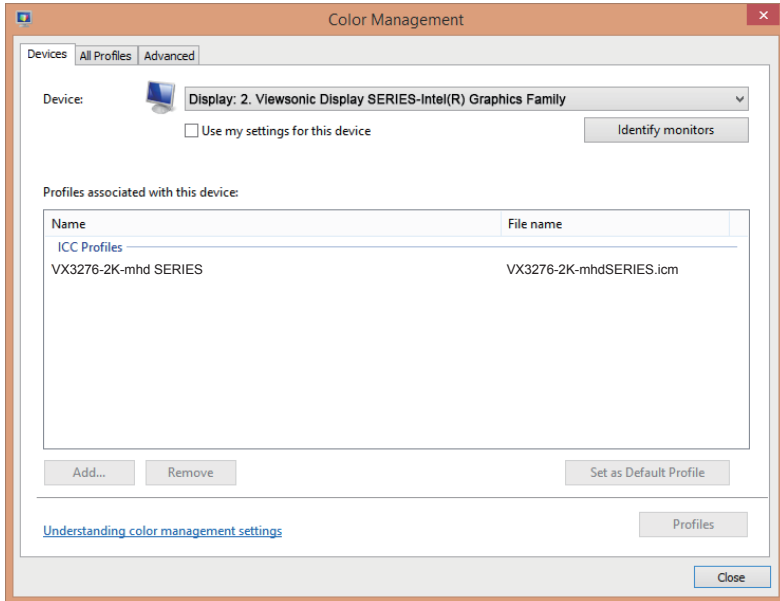 Color Management
Devices All Profiles Advanced
Device: Display: 2. Viewsonic Display SERIES-Intel(R) Graphics Family
Use my settings for this device Identify monitors
Profiles associated with this device:
Name File name
ICC Profiles
VX3276-2K-mhd SERIES VX3276-2K-mhdSERIES.icm
Add... Remove Set as Default Profile
Understanding color management settings Profiles
Close